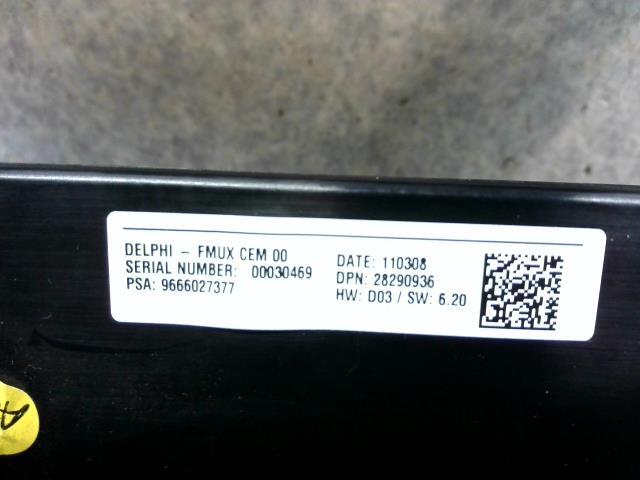 DELPHI – FMUX CEM 00
SERIAL NUMBER: 00030469
PSA: 9666027377
DATE: 110308
DPN: 28290936
HW: D03 / SW: 6.20
A